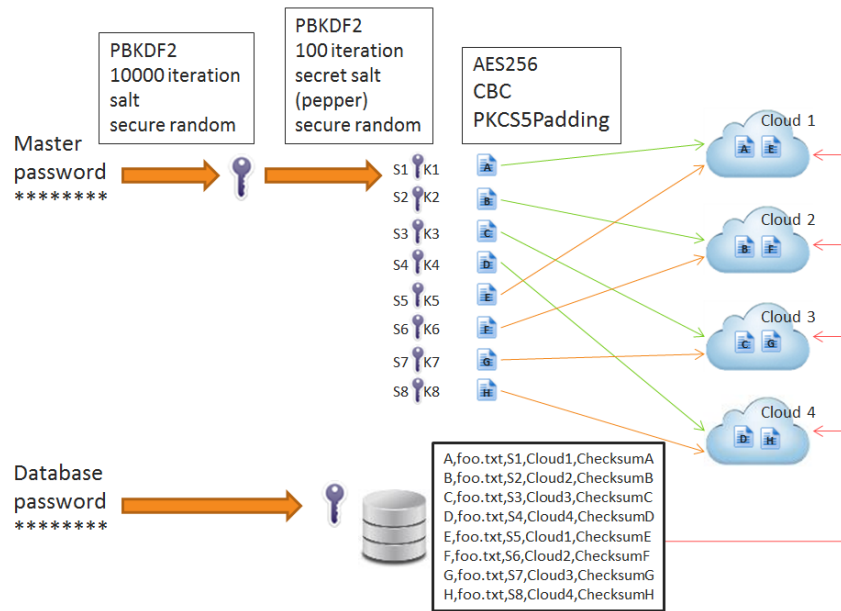 PBKDF2
10000 iteration
salt
secure random
PBKDF2
100 iteration
secret salt
(pepper)
secure random
AES256
CBC
PKCS5Padding
Master
password
********
S1 K1
S2 K2
S3 K3
S4 K4
S5 K5
S6 K6
S7 K7
S8 K8
A
B
C
D
E
F
G
H
Cloud 1
A E
Cloud 2
B F
Cloud 3
C G
Cloud 4
D H
Database
password
********
A,foo.txt,S1,Cloud1,ChecksumA
B,foo.txt,S2,Cloud2,ChecksumB
C,foo.txt,S3,Cloud3,ChecksumC
D,foo.txt,S4,Cloud4,ChecksumD
E,foo.txt,S5,Cloud1,ChecksumE
F,foo.txt,S6,Cloud2,ChecksumF
G,foo.txt,S7,Cloud3,ChecksumG
H,foo.txt,S8,Cloud4,ChecksumH